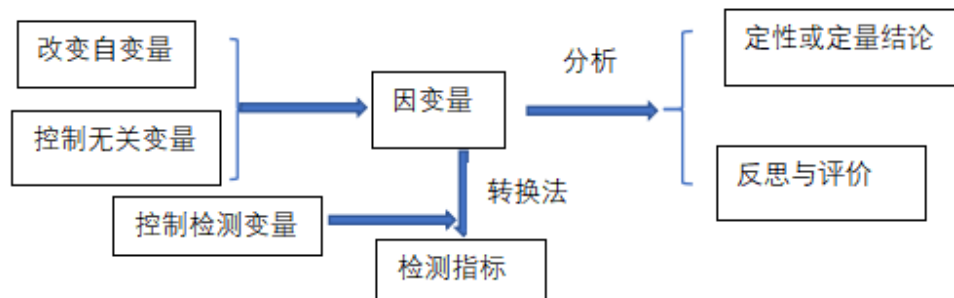 改变自变量
控制无关变量
控制检测变量
因变量
转换法
检测指标
分析
定性或定量结论
反思与评价